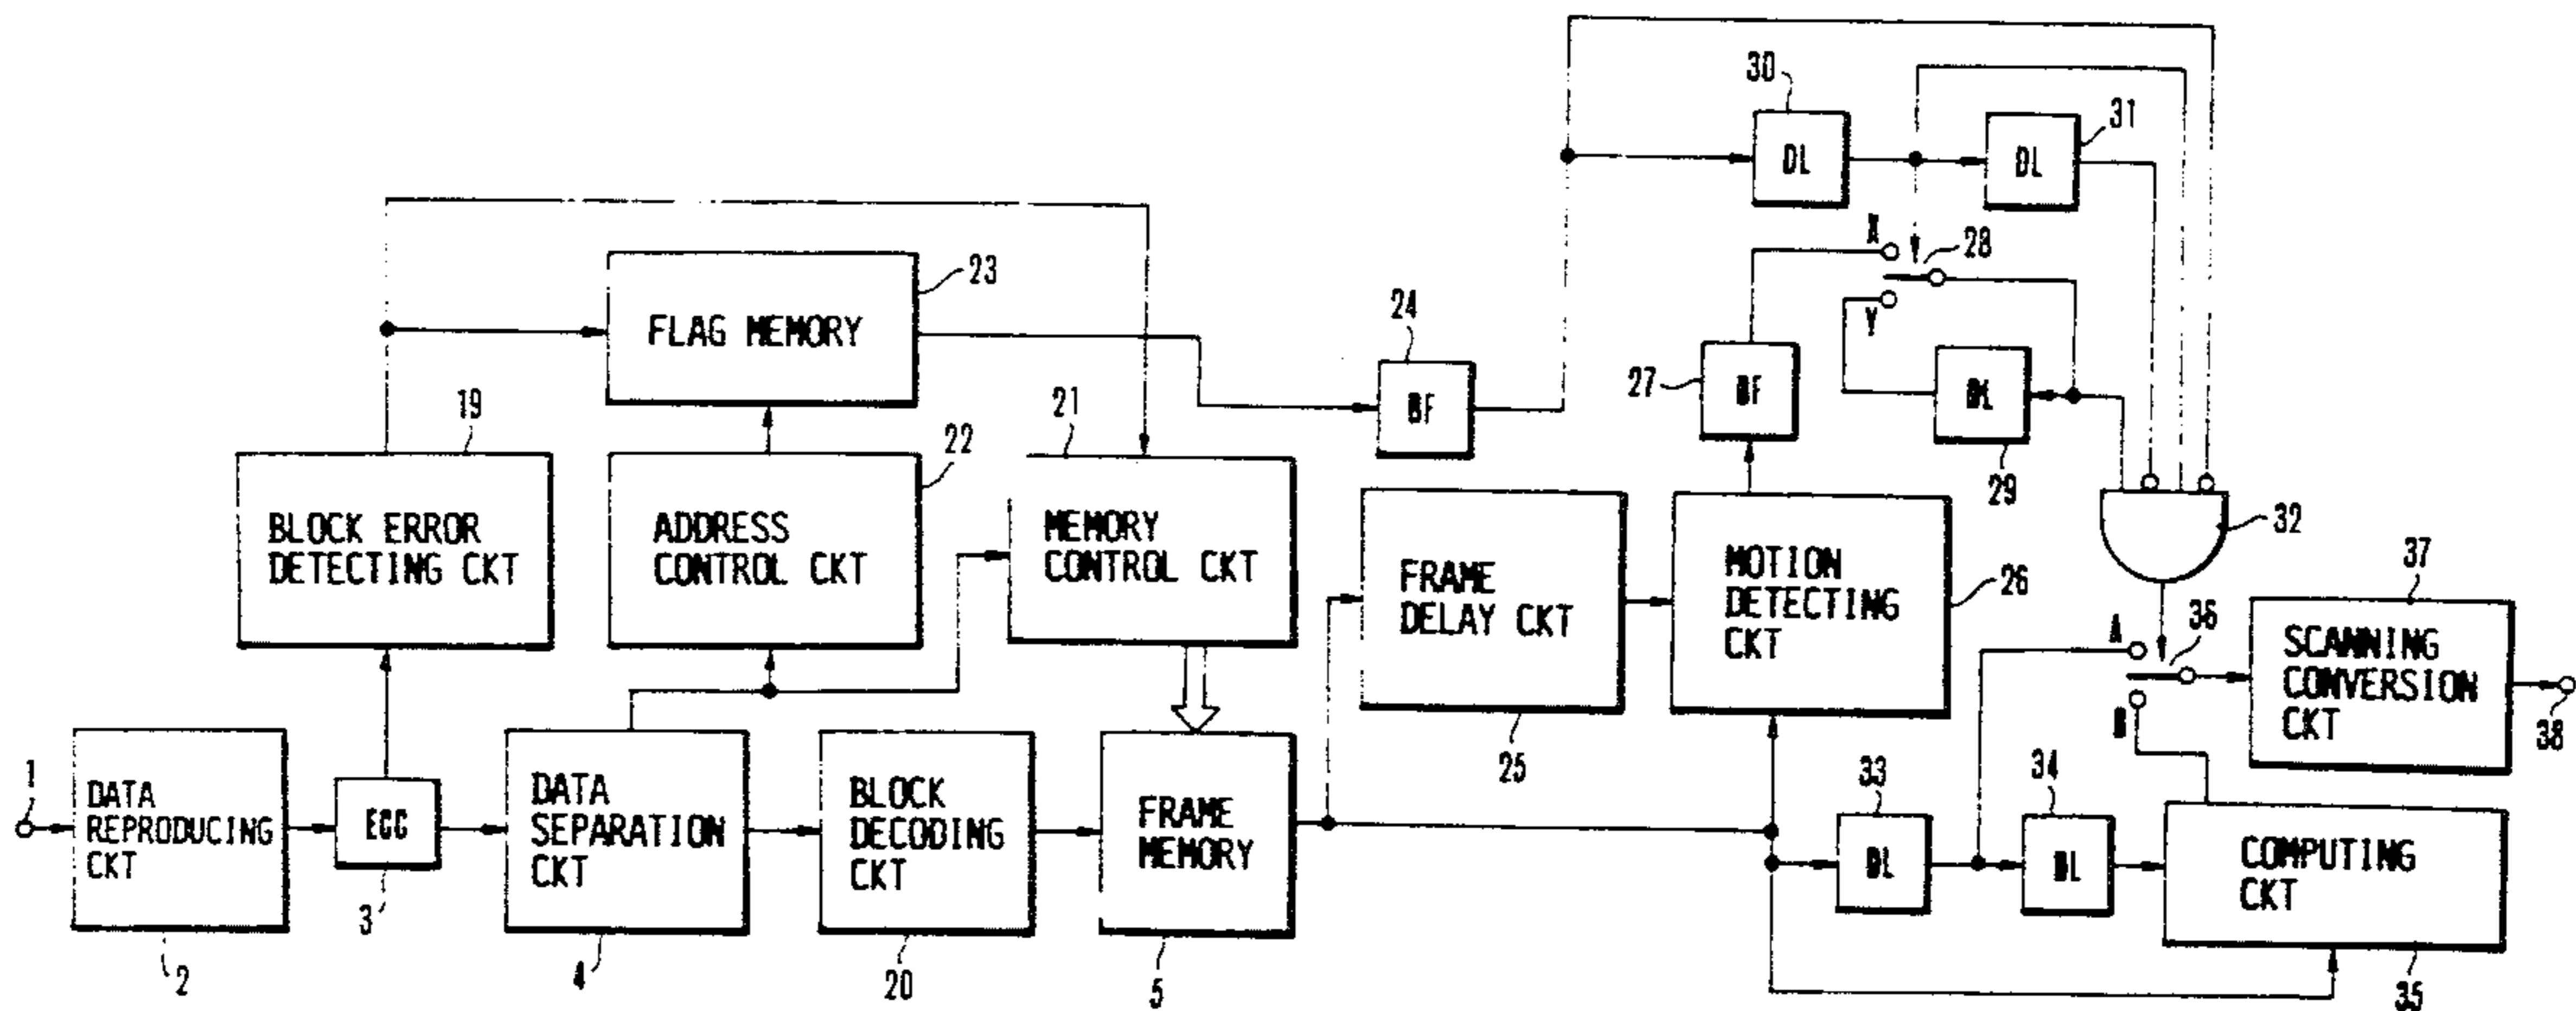 30
31
DL
DL
X
28
FLAG MEMORY
23
24
BF
Y
27
BF
DL
29
19
22
21
BLOCK ERROR
DETECTING CKT
ADDRESS
CONTROL CKT
MEMORY
CONTROL CKT
FRAME
DELAY CKT
MOTION
DETECTING
CKT
26
32
37
A
36
SCANNING
CONVERSION
CKT
38
B
25
1
DATA
REPRODUCING
CKT
ECC
DATA
SEPARATION
CKT
BLOCK
DECODING
CKT
FRAME
MEMORY
33
34
DL
DL
COMPUTING
CKT
2
3
4
20
5
35